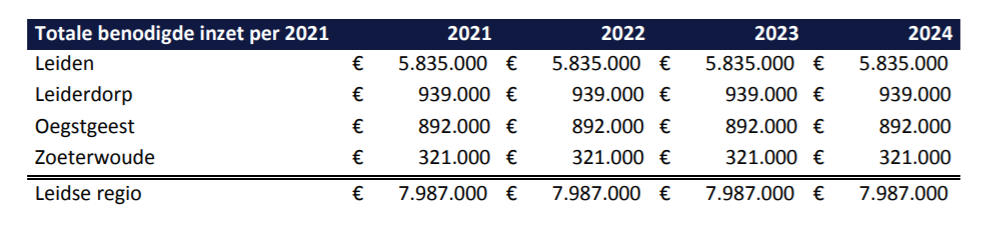 Totale benodigde inzet per 2021 2021 2022 2023 2024
Leiden € 5.835.000 € 5.835.000 € 5.835.000 € 5.835.000
Leiderdorp € 939.000 € 939.000 € 939.000 € 939.000
Oegstgeest € 892.000 € 892.000 € 892.000 € 892.000
Zoeterwoude € 321.000 € 321.000 € 321.000 € 321.000
Leidse regio € 7.987.000 € 7.987.000 € 7.987.000 € 7.987.000